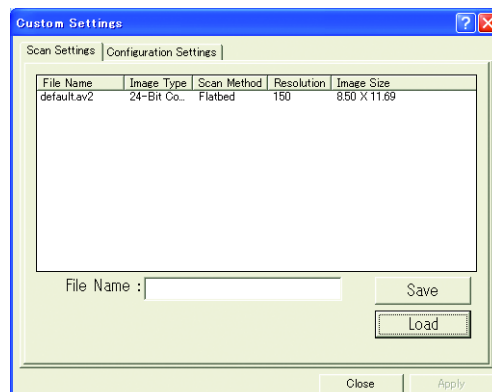 Custom Settings
Scan Settings Configuration Settings
File Name Image Type Scan Method Resolution Image Size
default.av2 24-Bit Co... Flatbed 150 8.50 X 11.69
File Name :
Save
Load
Close Apply